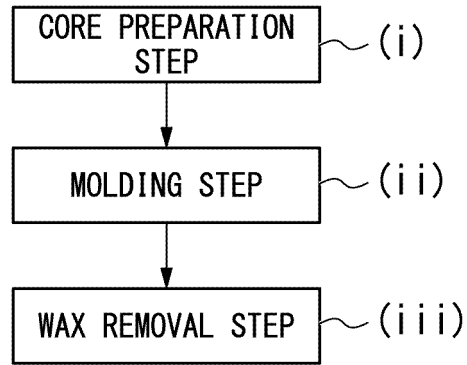 CORE PREPARATION
STEP
(i)
MOLDING STEP
(ii)
WAX REMOVAL STEP
(iii)